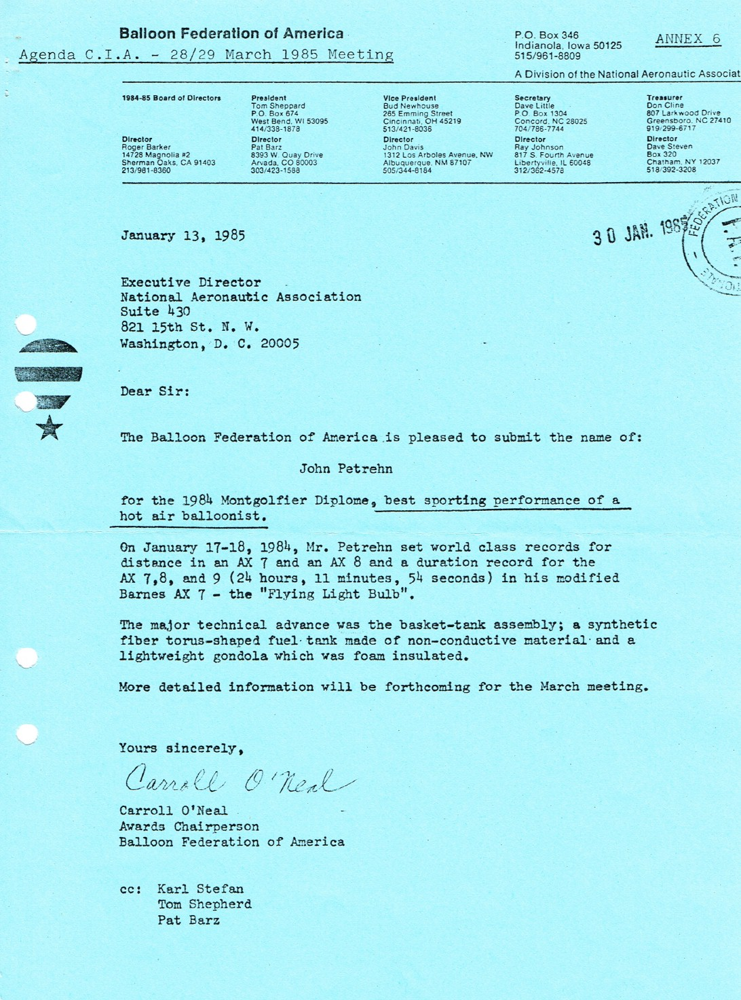 Balloon Federation of America
Agenda C.I.A. - 28/29 March 1985 Meeting
P.O. Box 346
Indianola, Iowa 50125
515/961-8809
ANNEX 6
A Division of the National Aeronautic Associat
1984-85 Board of Directors
President
Tom Sheppard
P.O. Box 674
West Bend, WI 53095
414/338-1878
Vice President
Bud Newhouse
265 Emming Street
Cincinnati, OH 45219
513/421-8036
Secretary
Dave Little
P.O. Box 1304
Concord, NC 28025
704/786-7744
Treasurer
Don Cline
807 Larkwood Drive
Greensboro, NC 27410
919/299-6717
Director
Roger Barker
14728 Magnolia #2
Sherman Oaks, CA 91403
213/981-8360
Director
Pat Barz
8393 W. Quay Drive
Arvada, CO 80003
303/423-1588
Director
John Davis
1312 Los Arboles Avenue, NW
Albuquerque, NM 87107
505/344-8184
Director
Ray Johnson
817 S. Fourth Avenue
Libertyville, IL 60048
312/362-4578
Director
Dave Steven
Box 320
Chatham, NY 12037
518/392-3208
30 JAN. 1985
FEDERATION
F.A.I.
January 13, 1985
Executive Director
National Aeronautic Association
Suite 430
821 15th St. N. W.
Washington, D. C. 20005
Dear Sir:
The Balloon Federation of America is pleased to submit the name of:
John Petrehn
for the 1984 Montgolfier Diplome, best sporting performance of a
hot air balloonist.
On January 17-18, 1984, Mr. Petrehn set world class records for
distance in an AX 7 and an AX 8 and a duration record for the
AX 7,8, and 9 (24 hours, 11 minutes, 54 seconds) in his modified
Barnes AX 7 - the "Flying Light Bulb".
The major technical advance was the basket-tank assembly; a synthetic
fiber torus-shaped fuel tank made of non-conductive material and a
lightweight gondola which was foam insulated.
More detailed information will be forthcoming for the March meeting.
Yours sincerely,
Carroll O'Neal
Carroll O'Neal
Awards Chairperson
Balloon Federation of America
cc: Karl Stefan
Tom Shepherd
Pat Barz